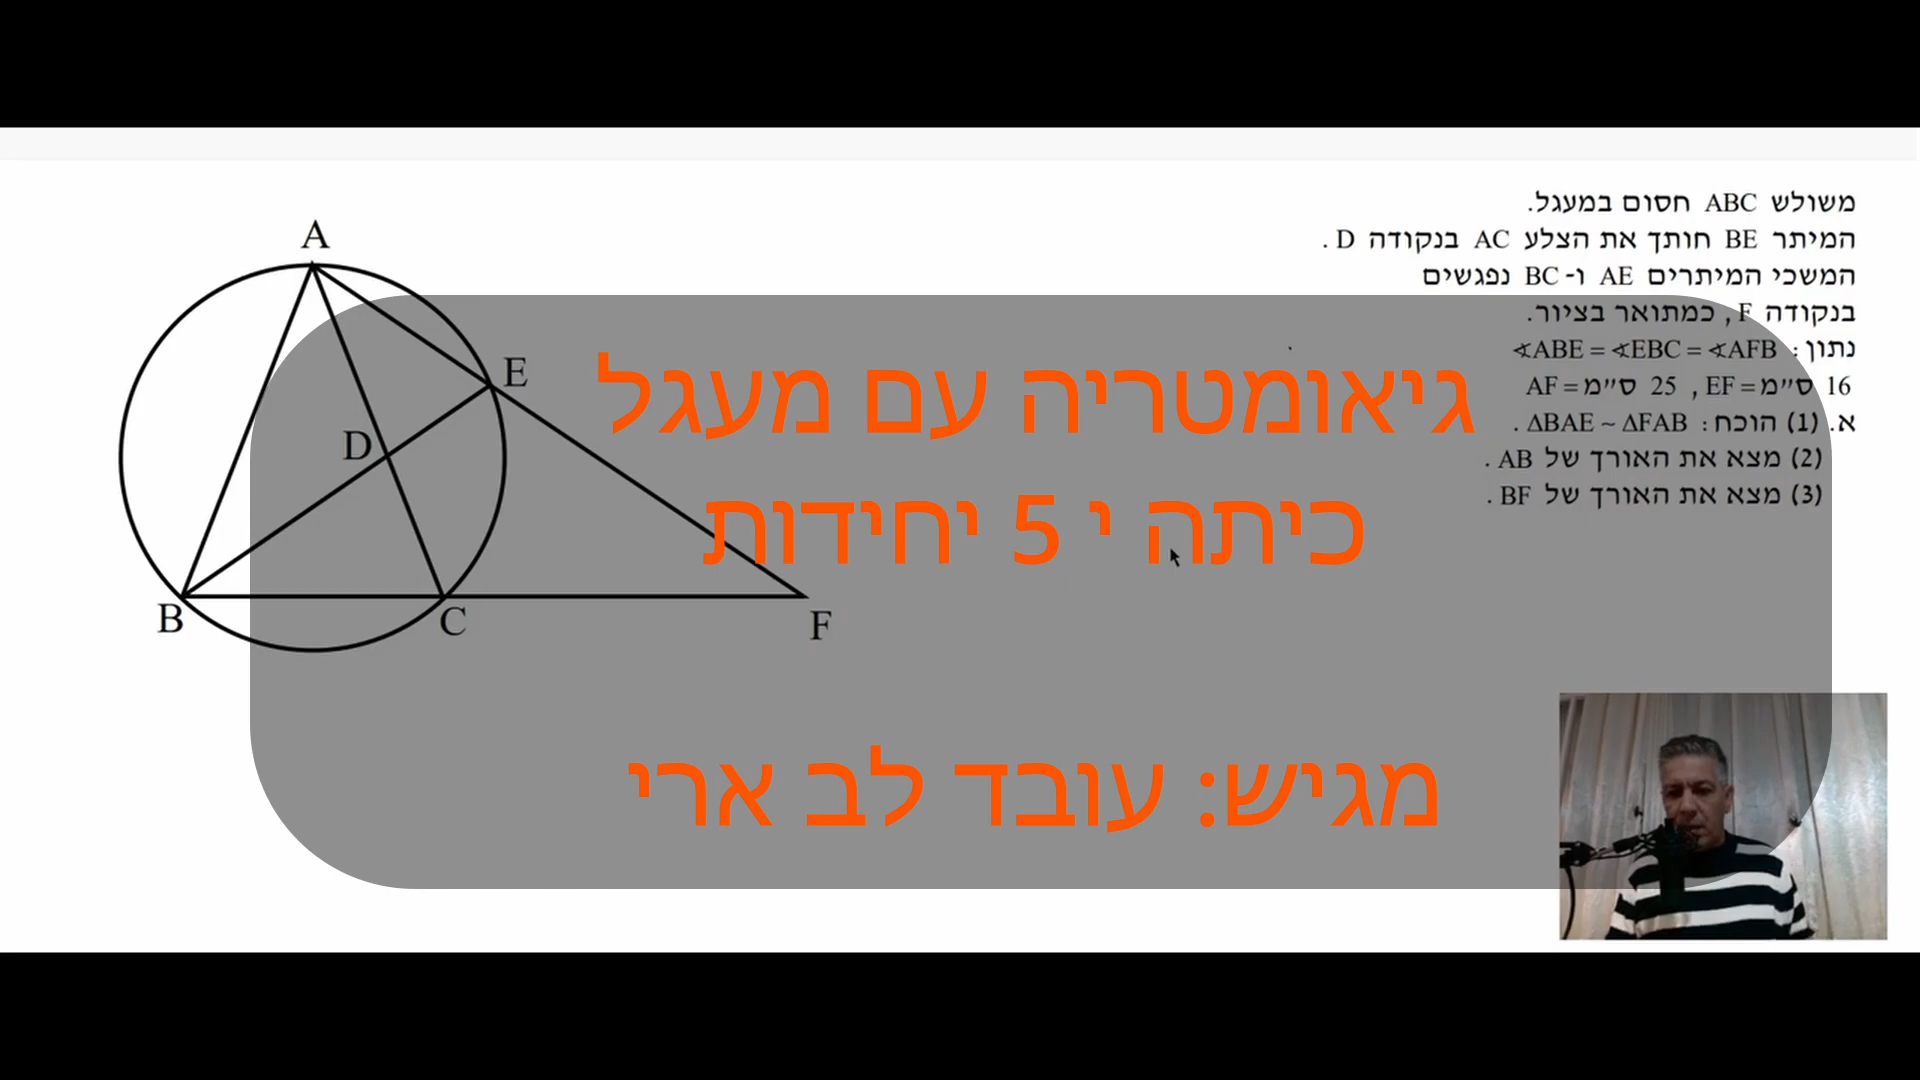 משולש ABC חסום במעגל.
המיתר BE חותך את הצלע AC בנקודה D .
המשכי המיתרים AE ו- BC נפגשים
בנקודה F , כמתואר בציור.
נתון : ∢ABE = ∢EBC = ∢AFB
16 ס״מ = EF , 25 ס״מ = AF
א. (1) הוכח : ΔBAE ~ ΔFAB .
(2) מצא את האורך של AB .
(3) מצא את האורך של BF .
A
E
D
B
C
F
גיאומטריה עם מעגל
כיתה י 5 יחידות
מגיש: עובד לב ארי